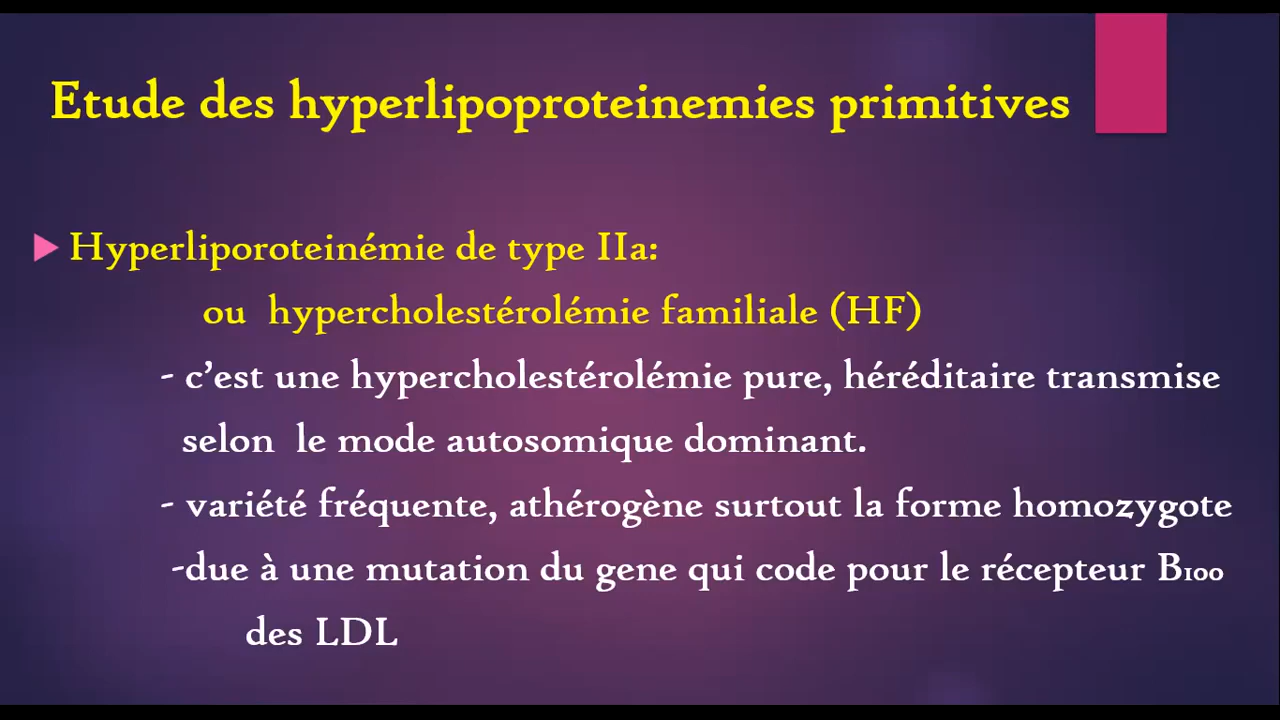 Etude des hyperlipoproteinemies primitives
Hyperliporoteinémie de type IIa:
ou hypercholestérolémie familiale (HF)
- c’est une hypercholestérolémie pure, héréditaire transmise
selon le mode autosomique dominant.
- variété fréquente, athérogène surtout la forme homozygote
-due à une mutation du gene qui code pour le récepteur B100
des LDL